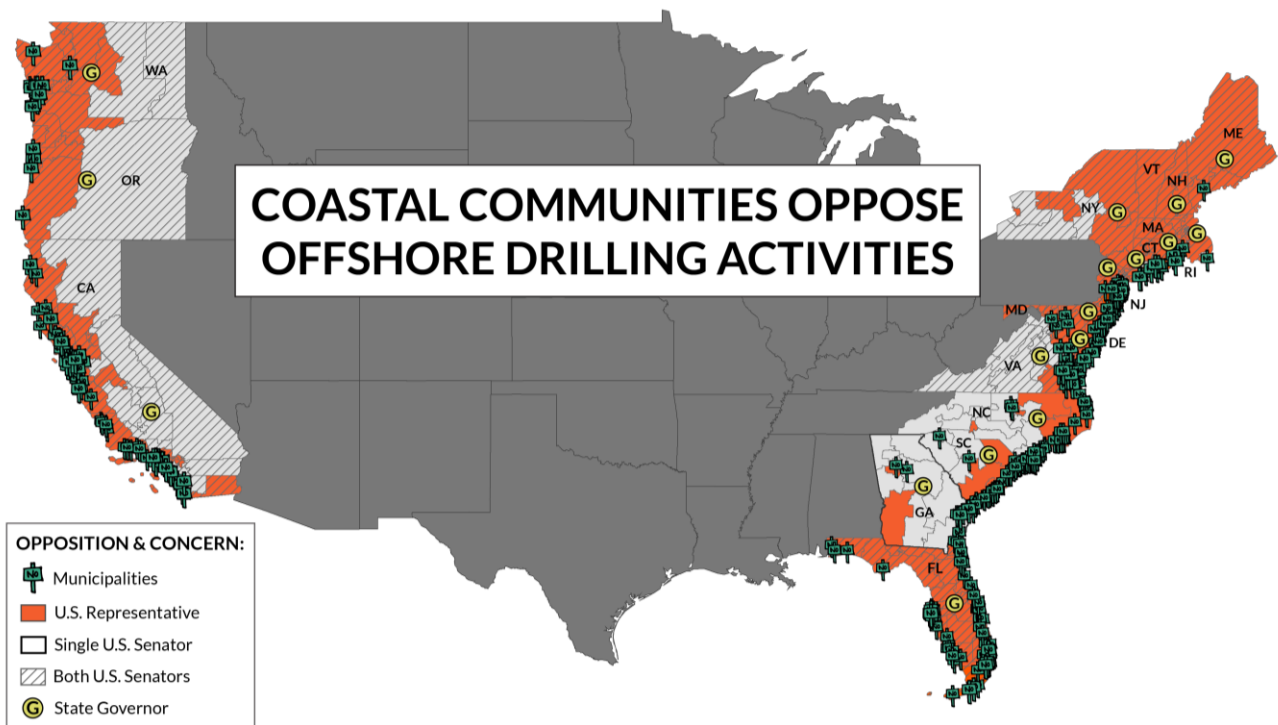 COASTAL COMMUNITIES OPPOSE
OFFSHORE DRILLING ACTIVITIES
WA
OR
CA
ME
VT
NH
NY
MA
CT
RI
NJ
MD
DE
VA
NC
SC
GA
FL
OPPOSITION & CONCERN:
No Municipalities
U.S. Representative
Single U.S. Senator
Both U.S. Senators
G State Governor